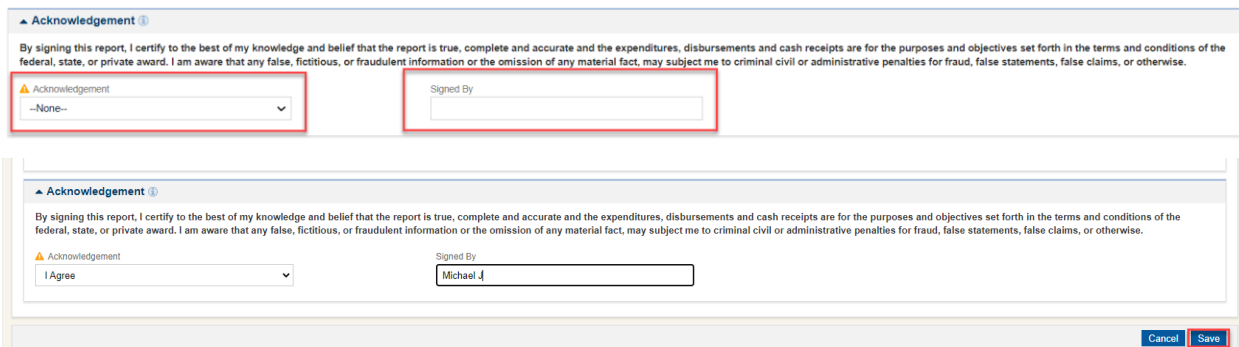 Acknowledgement
By signing this report, I certify to the best of my knowledge and belief that the report is true, complete and accurate and the expenditures, disbursements and cash receipts are for the purposes and objectives set forth in the terms and conditions of the
federal, state, or private award. I am aware that any false, fictitious, or fraudulent information or the omission of any material fact, may subject me to criminal civil or administrative penalties for fraud, false statements, false claims, or otherwise.
Acknowledgement
Signed By
--None--
Acknowledgement
By signing this report, I certify to the best of my knowledge and belief that the report is true, complete and accurate and the expenditures, disbursements and cash receipts are for the purposes and objectives set forth in the terms and conditions of the
federal, state, or private award. I am aware that any false, fictitious, or fraudulent information or the omission of any material fact, may subject me to criminal civil or administrative penalties for fraud, false statements, false claims, or otherwise.
Acknowledgement
Signed By
I Agree
Michael J
Cancel
Save